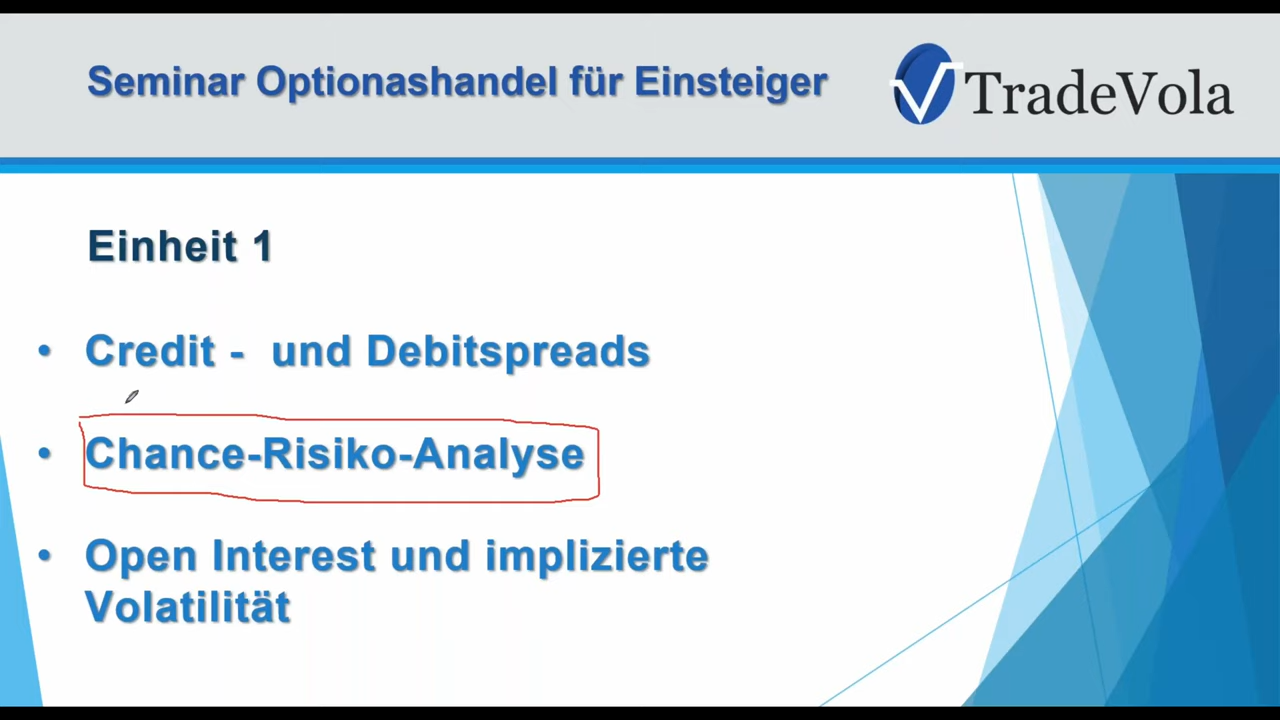 Seminar Optionashandel für Einsteiger
TradeVola
Einheit 1
• Credit - und Debitspreads
• Chance-Risiko-Analyse
• Open Interest und implizierte
Volatilität